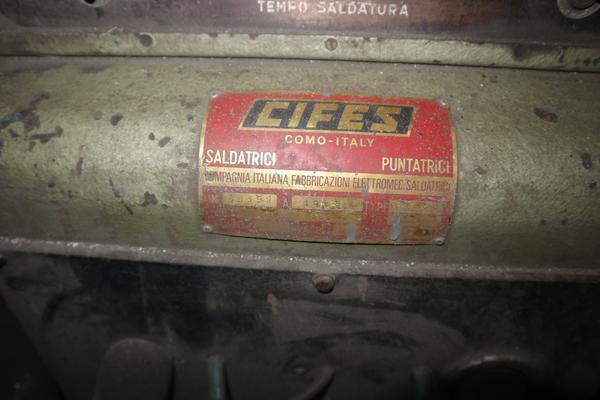 TEMPO SALDATURA
CIFES
COMO-ITALY
SALDATRICI PUNTATRICI
COMPAGNIA ITALIANA FABBRICAZIONI ELETTROMEC. SALDATRICI